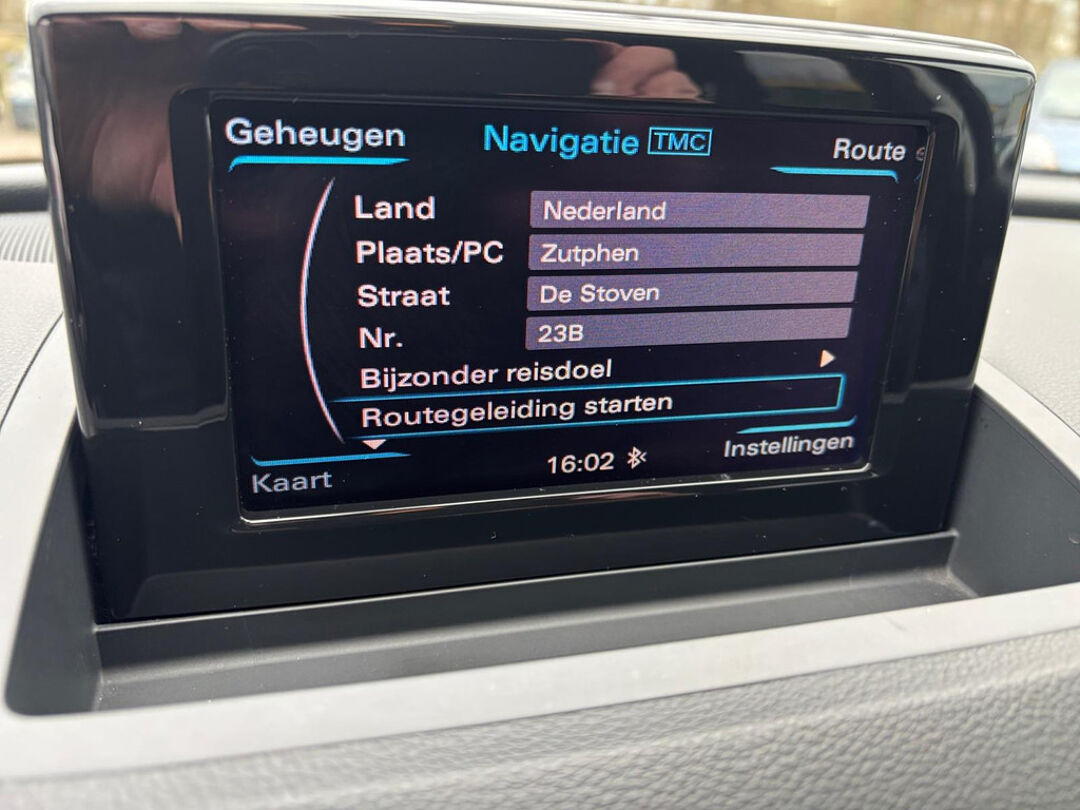 Geheugen Navigatie TMC Route
Land Nederland
Plaats/PC Zutphen
Straat De Stoven
Nr. 23B
Bijzonder reisdoel
Routegeleiding starten
Kaart 16:02 Instellingen